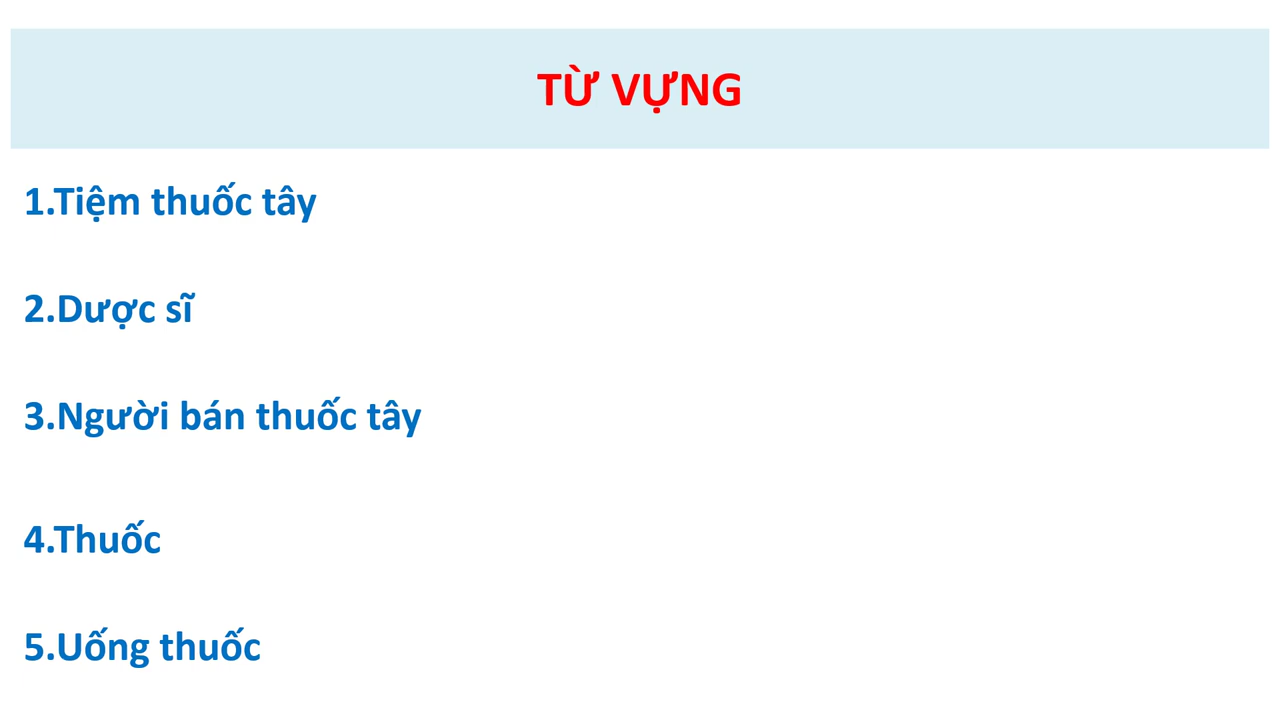 TỪ VỰNG
1.Tiệm thuốc tây
2.Dược sĩ
3.Người bán thuốc tây
4.Thuốc
5.Uống thuốc